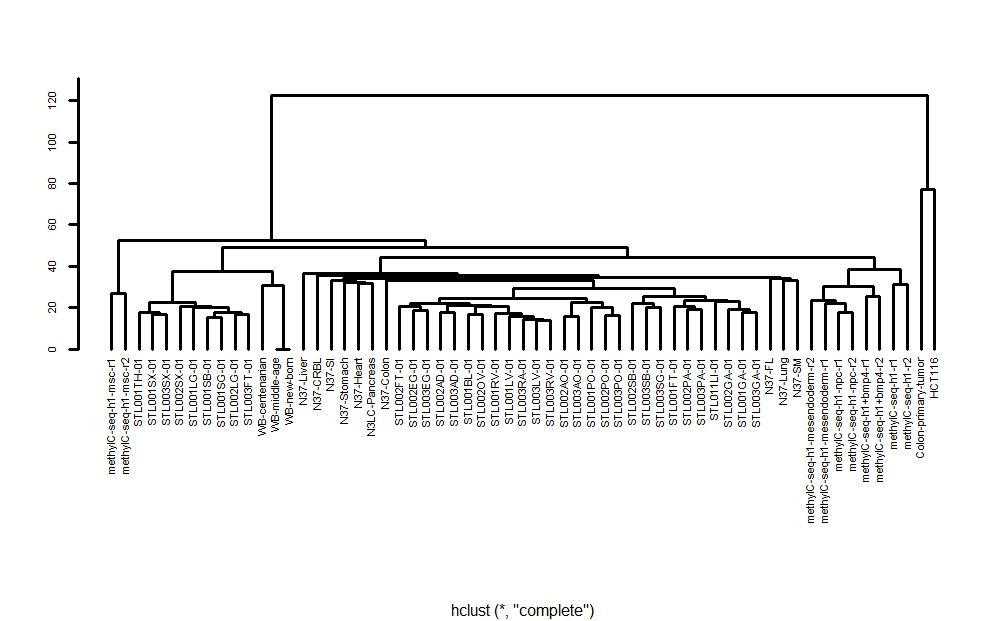 120
100
80
60
40
20
0
methylC-seq-h1-msc-r1
methylC-seq-h1-msc-r2
STL001TH-01
STL001SX-01
STL003SX-01
STL002SX-01
STL001LG-01
STL001SB-01
STL001SG-01
STL002LG-01
STL003FT-01
WB-centenarian
WB-middle-age
WB-new-born
N37-Liver
N37-CRBL
N37-SI
N37-Stomach
N37-Heart
N3LC-Pancreas
N37-Colon
STL002FT-01
STL002EG-01
STL003EG-01
STL002AD-01
STL003AD-01
STL001BL-01
STL002OV-01
STL001RV-01
STL001LV-01
STL003RA-01
STL003LV-01
STL003RV-01
STL002AO-01
STL003AO-01
STL001PO-01
STL002PO-01
STL003PO-01
STL002SB-01
STL003SB-01
STL003SG-01
STL001FT-01
STL002PA-01
STL003PA-01
STL011LI-01
STL002GA-01
STL001GA-01
STL003GA-01
N37-FL
N37-Lung
N37-SM
methylC-seq-h1-mesendoderm-r2
methylC-seq-h1-mesendoderm-r1
methylC-seq-h1-npc-r1
methylC-seq-h1-npc-r2
methylC-seq-h1+bmp4-r1
methylC-seq-h1+bmp4-r2
methylC-seq-h1-r1
methylC-seq-h1-r2
Colon-primary-tumor
HCT116
hclust (*, "complete")